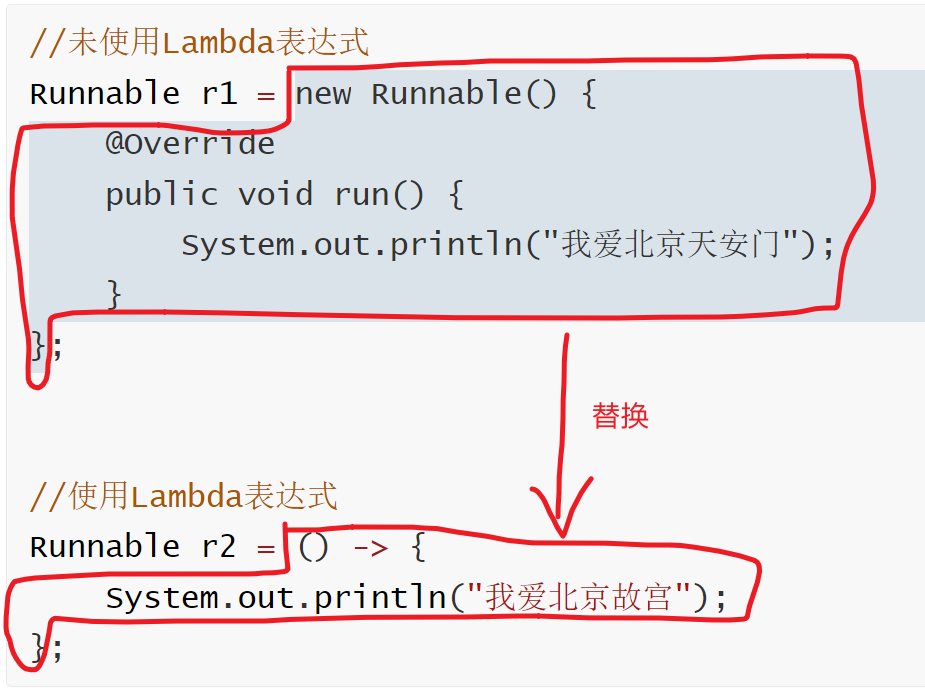 //未使用Lambda表达式
Runnable r1 = new Runnable() {
    @Override
    public void run() {
        System.out.println("我爱北京天安门");
    }
};
替换
//使用Lambda表达式
Runnable r2 = () -> {
    System.out.println("我爱北京故宫");
};